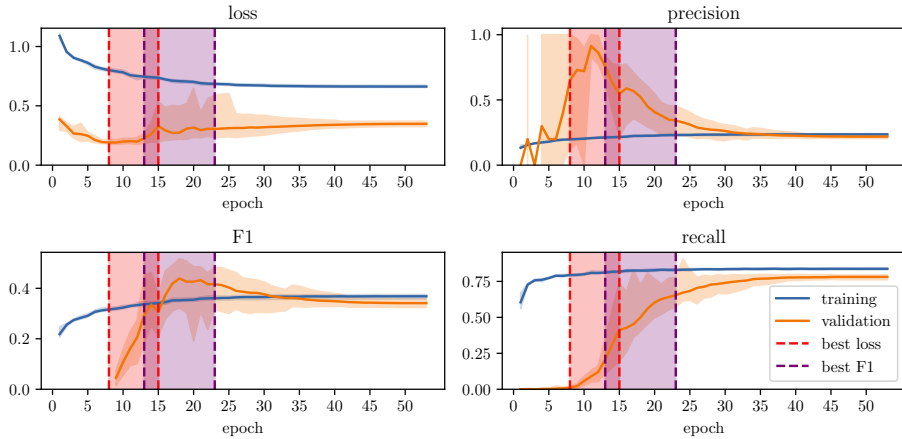 loss
precision
1.0
0.5
0.0
0 5 10 15 20 25 30 35 40 45 50
epoch
1.0
0.5
0.0
0 5 10 15 20 25 30 35 40 45 50
epoch
F1
recall
0.4
0.2
0.0
0 5 10 15 20 25 30 35 40 45 50
epoch
0.75
0.50
0.25
0.00
0 5 10 15 20 25 30 35 40 45 50
epoch
training
validation
best loss
best F1